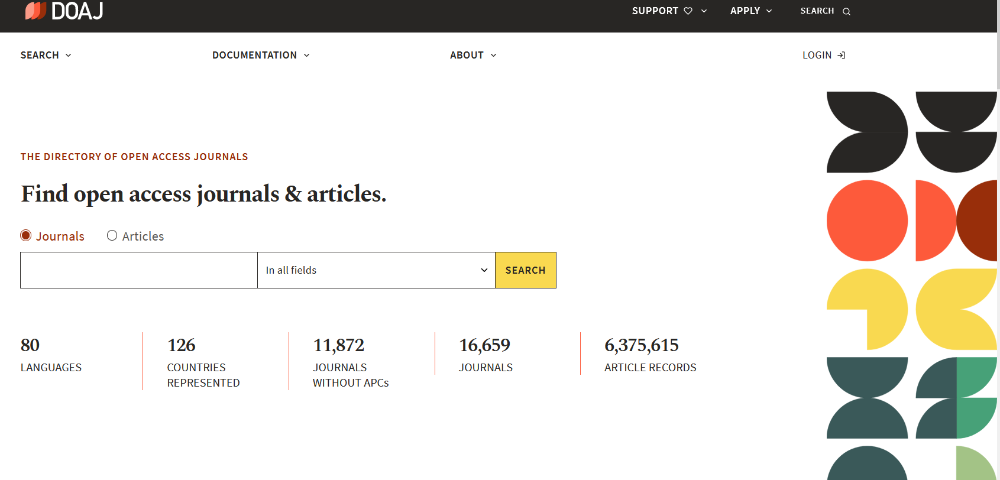 DOAJ
SUPPORT
APPLY
SEARCH
SEARCH
DOCUMENTATION
ABOUT
LOGIN
THE DIRECTORY OF OPEN ACCESS JOURNALS
Find open access journals & articles.
Journals
Articles
In all fields
SEARCH
80
LANGUAGES
126
COUNTRIES
REPRESENTED
11,872
JOURNALS
WITHOUT APCs
16,659
JOURNALS
6,375,615
ARTICLE RECORDS